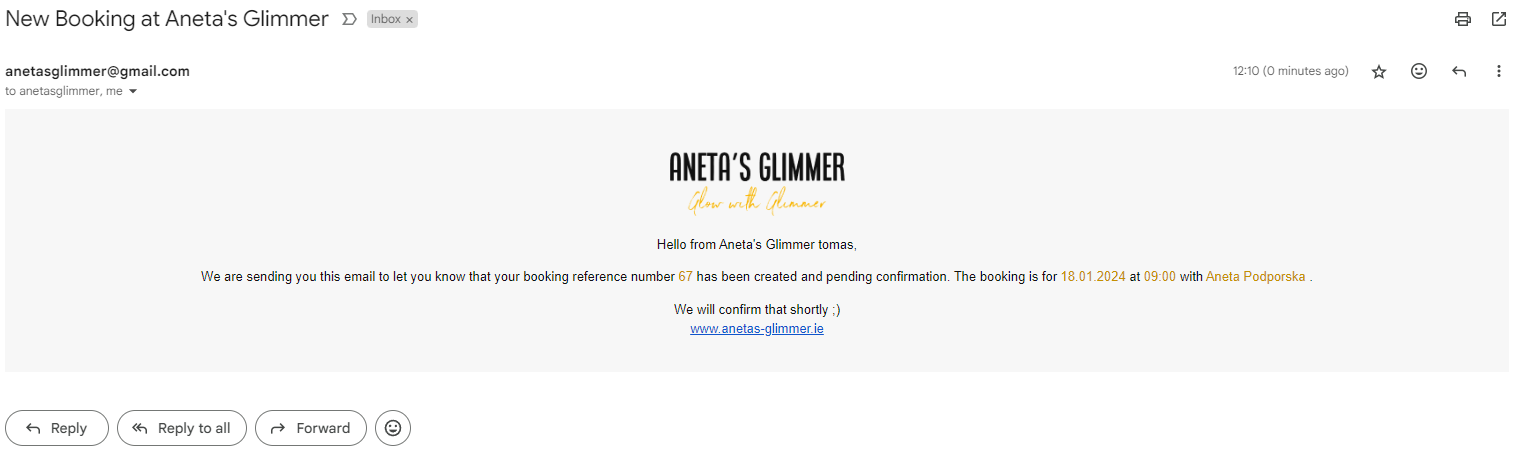 New Booking at Aneta's Glimmer Inbox ×
anetasglimmer@gmail.com 12:10 (0 minutes ago)
to anetasglimmer, me
ANETA'S GLIMMER
Glow with Glimmer
Hello from Aneta's Glimmer tomas,
We are sending you this email to let you know that your booking reference number 67 has been created and pending confirmation. The booking is for 18.01.2024 at 09:00 with Aneta Podporska .
We will confirm that shortly ;)
www.anetas-glimmer.ie
Reply Reply to all Forward